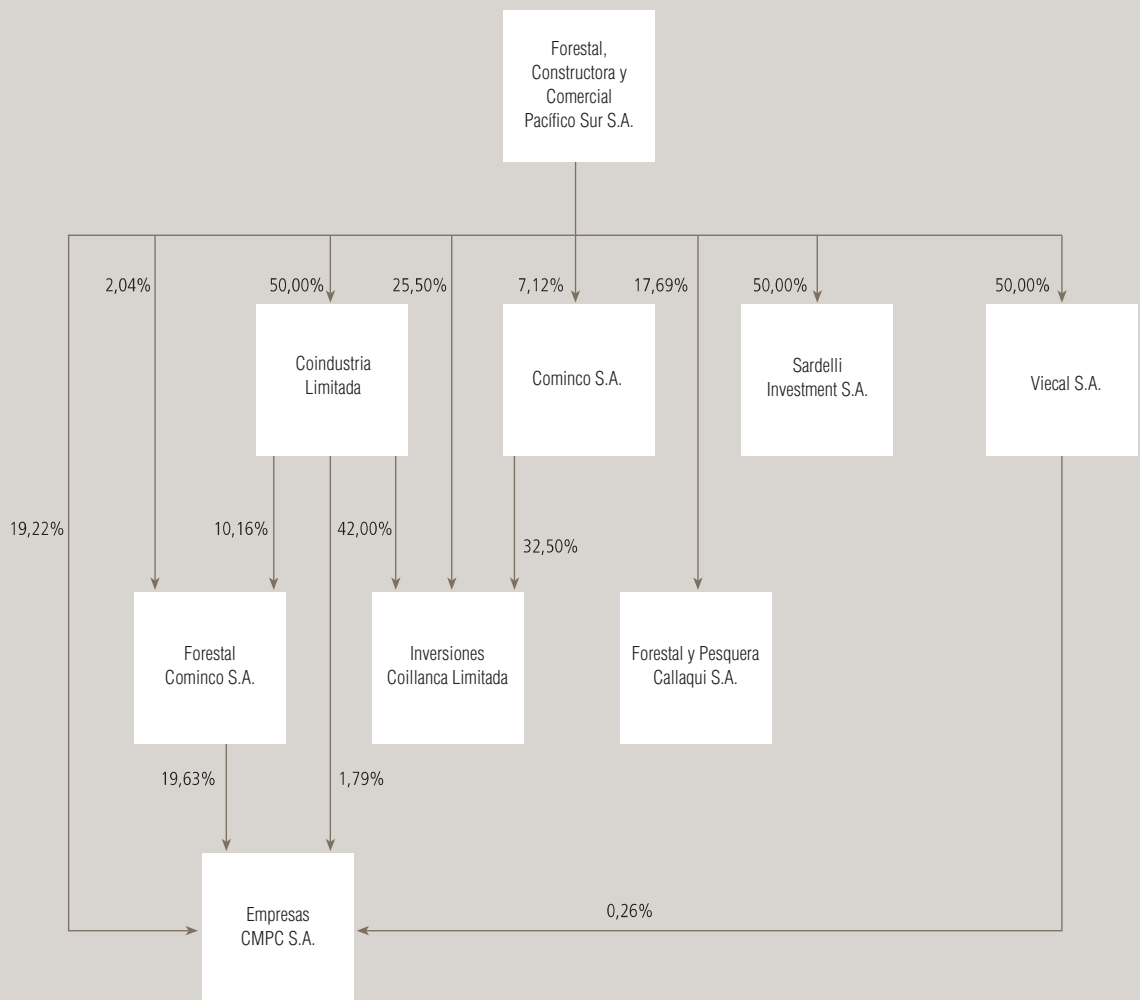 Forestal,
Constructora y
Comercial
Pacífico Sur S.A.
2,04%
50,00%
25,50%
7,12%
17,69%
50,00%
50,00%
Coindustria
Limitada
Cominco S.A.
Sardelli
Investment S.A.
Viecal S.A.
19,22%
10,16%
42,00%
32,50%
Forestal
Cominco S.A.
Inversiones
Coillanca Limitada
Forestal y Pesquera
Callaqui S.A.
19,63%
1,79%
Empresas
CMPC S.A.
0,26%